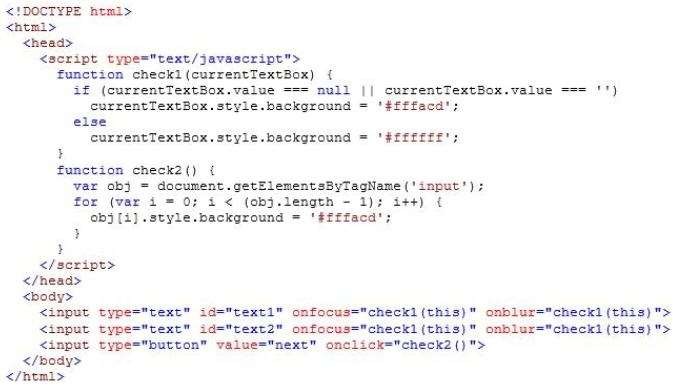 <!DOCTYPE html>
<html>
<head>
<script type="text/javascript">
function check1(currentTextBox) {
if (currentTextBox.value === null || currentTextBox.value === '')
currentTextBox.style.background = '#fffacd';
else
currentTextBox.style.background = '#ffffff';
}
function check2() {
var obj = document.getElementsByTagName('input');
for (var i = 0; i < (obj.length - 1); i++) {
obj[i].style.background = '#fffacd';
}
}
</script>
</head>
<body>
<input type="text" id="text1" onfocus="check1(this)" onblur="check1(this)">
<input type="text" id="text2" onfocus="check1(this)" onblur="check1(this)">
<input type="button" value="next" onclick="check2()">
</body>
</html>